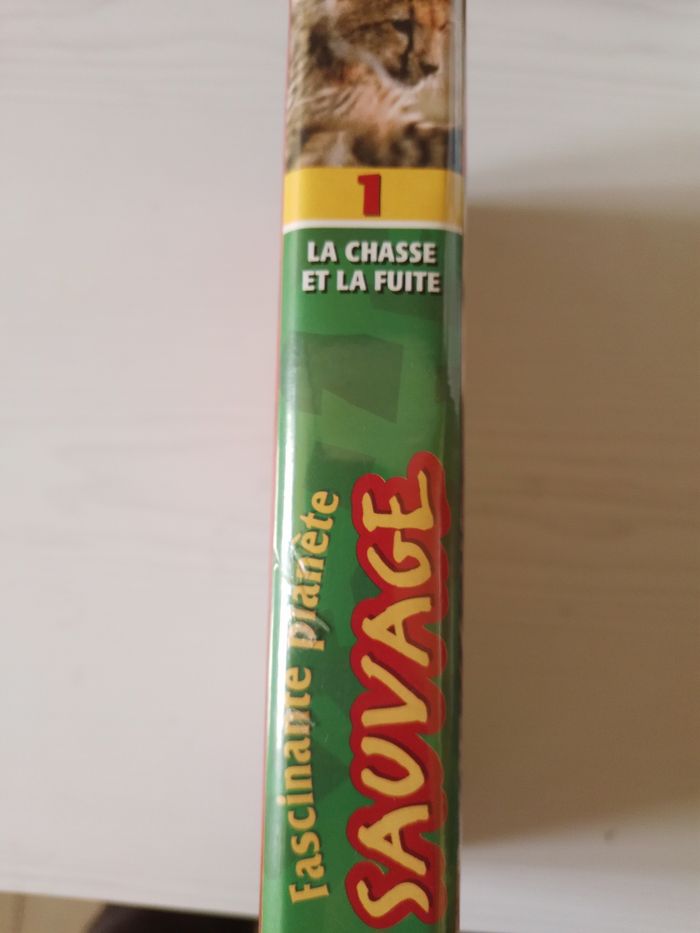 1
LA CHASSE
ET LA FUITE
Fascinante planète
SAUVAGE